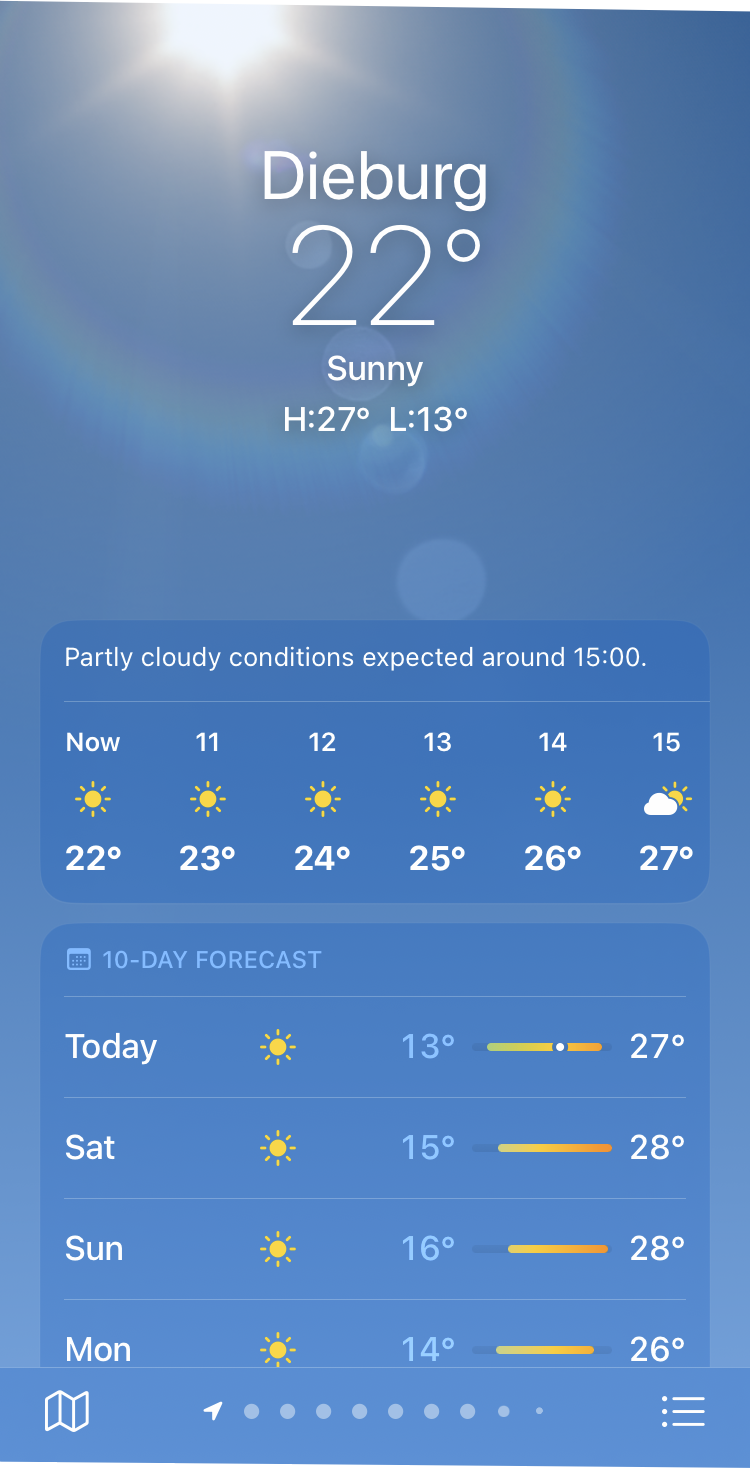 Dieburg
22°
Sunny
H:27° L:13°
Partly cloudy conditions expected around 15:00.
Now 11 12 13 14 15
22° 23° 24° 25° 26° 27°
10-DAY FORECAST
Today 13° 27°
Sat 15° 28°
Sun 16° 28°
Mon 14° 26°